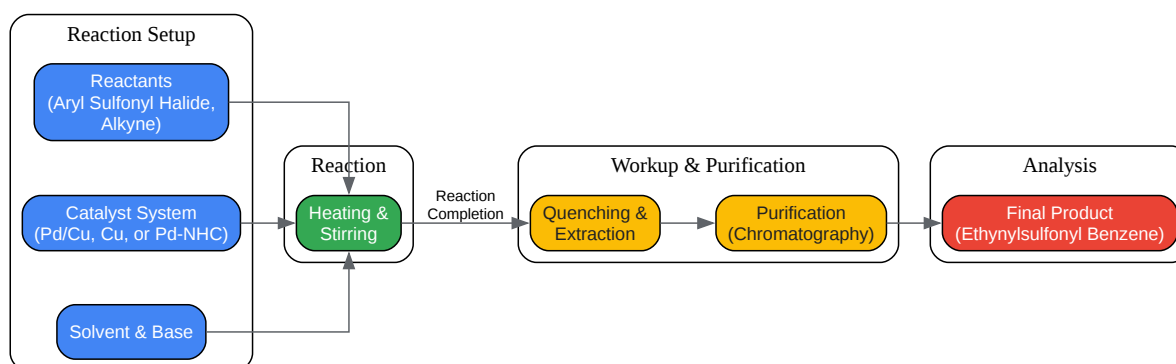 Reaction Setup
Reactants
(Aryl Sulfonyl Halide,
Alkyne)
Catalyst System
(Pd/Cu, Cu, or Pd-NHC)
Solvent & Base
Reaction
Heating &
Stirring
Reaction
Completion
Workup & Purification
Quenching &
Extraction
Purification
(Chromatography)
Analysis
Final Product
(Ethynylsulfonyl Benzene)